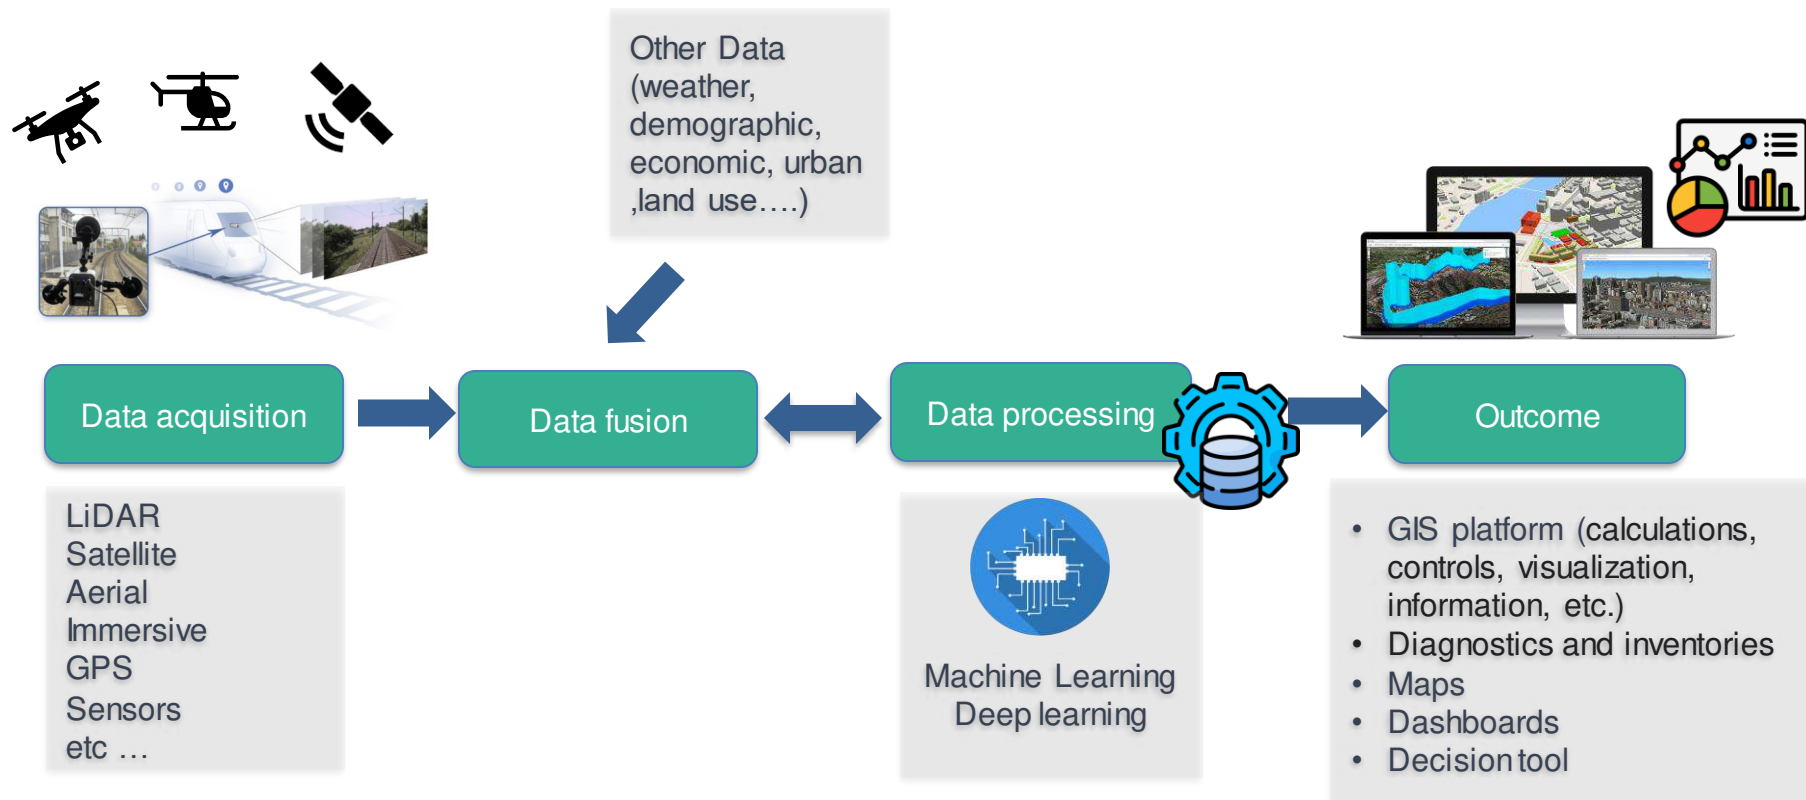 Other Data
(weather,
demographic,
economic, urban
,land use….)
Data acquisition
Data fusion
Data processing
Outcome
LiDAR
Satellite
Aerial
Immersive
GPS
Sensors
etc …
Machine Learning
Deep learning
• GIS platform (calculations,
controls, visualization,
information, etc.)
• Diagnostics and inventories
• Maps
• Dashboards
• Decision tool